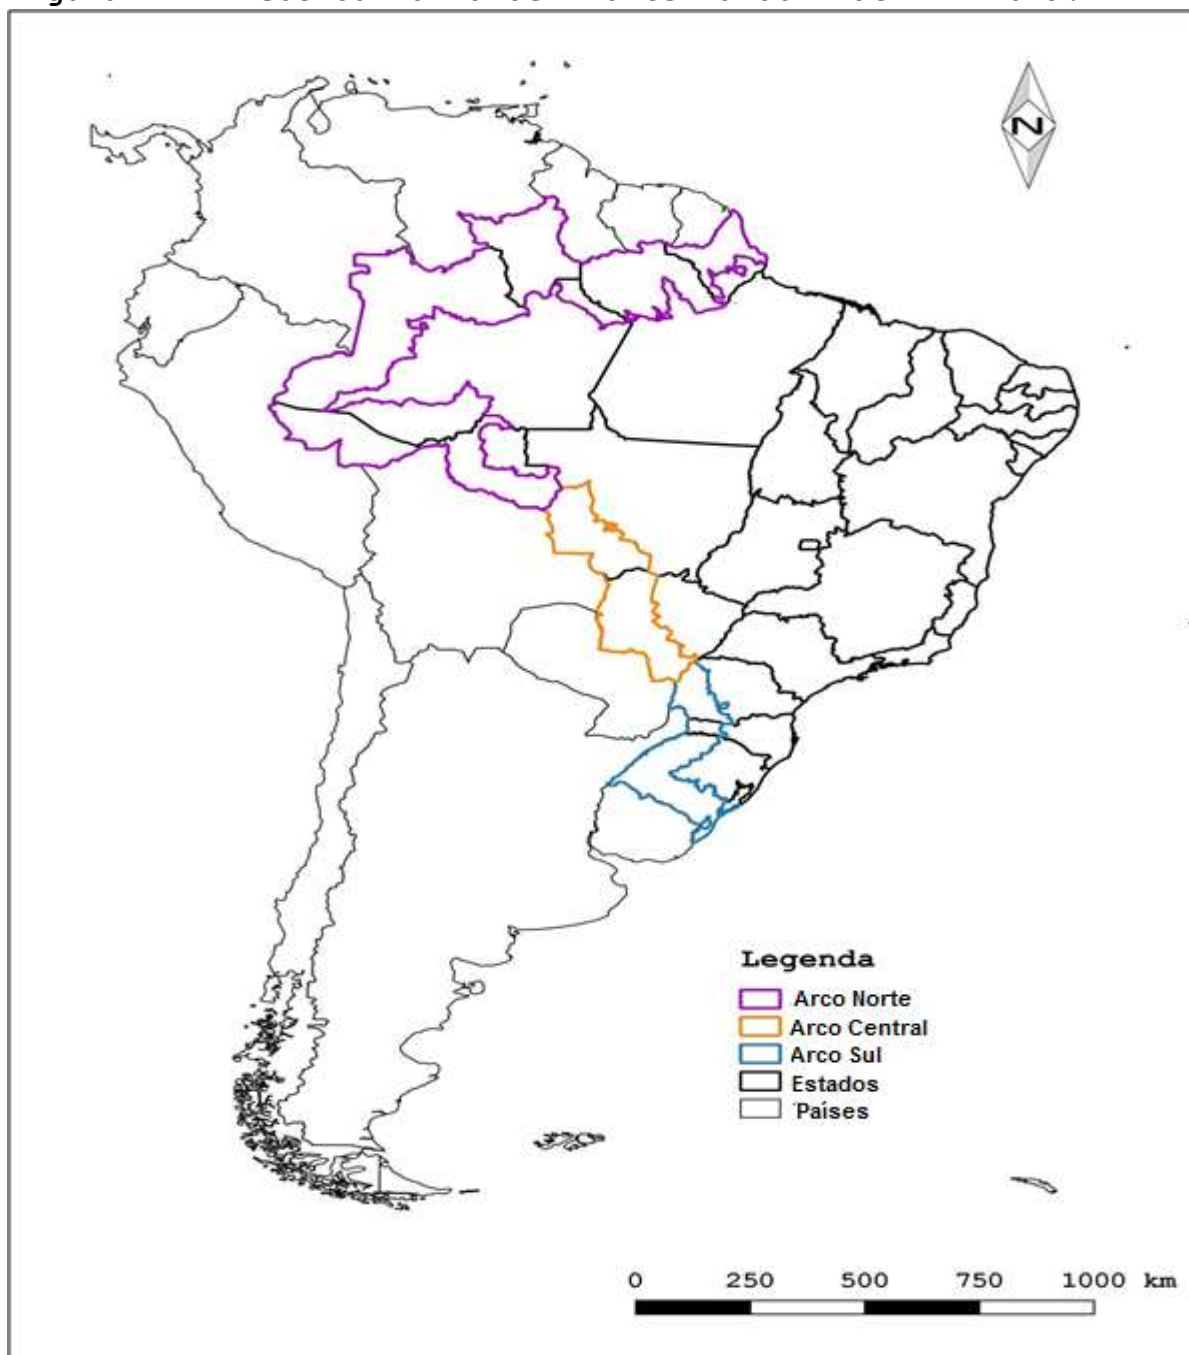 N
Legenda
Arco Norte
Arco Central
Arco Sul
Estados
Países
0 250 500 750 1000 km